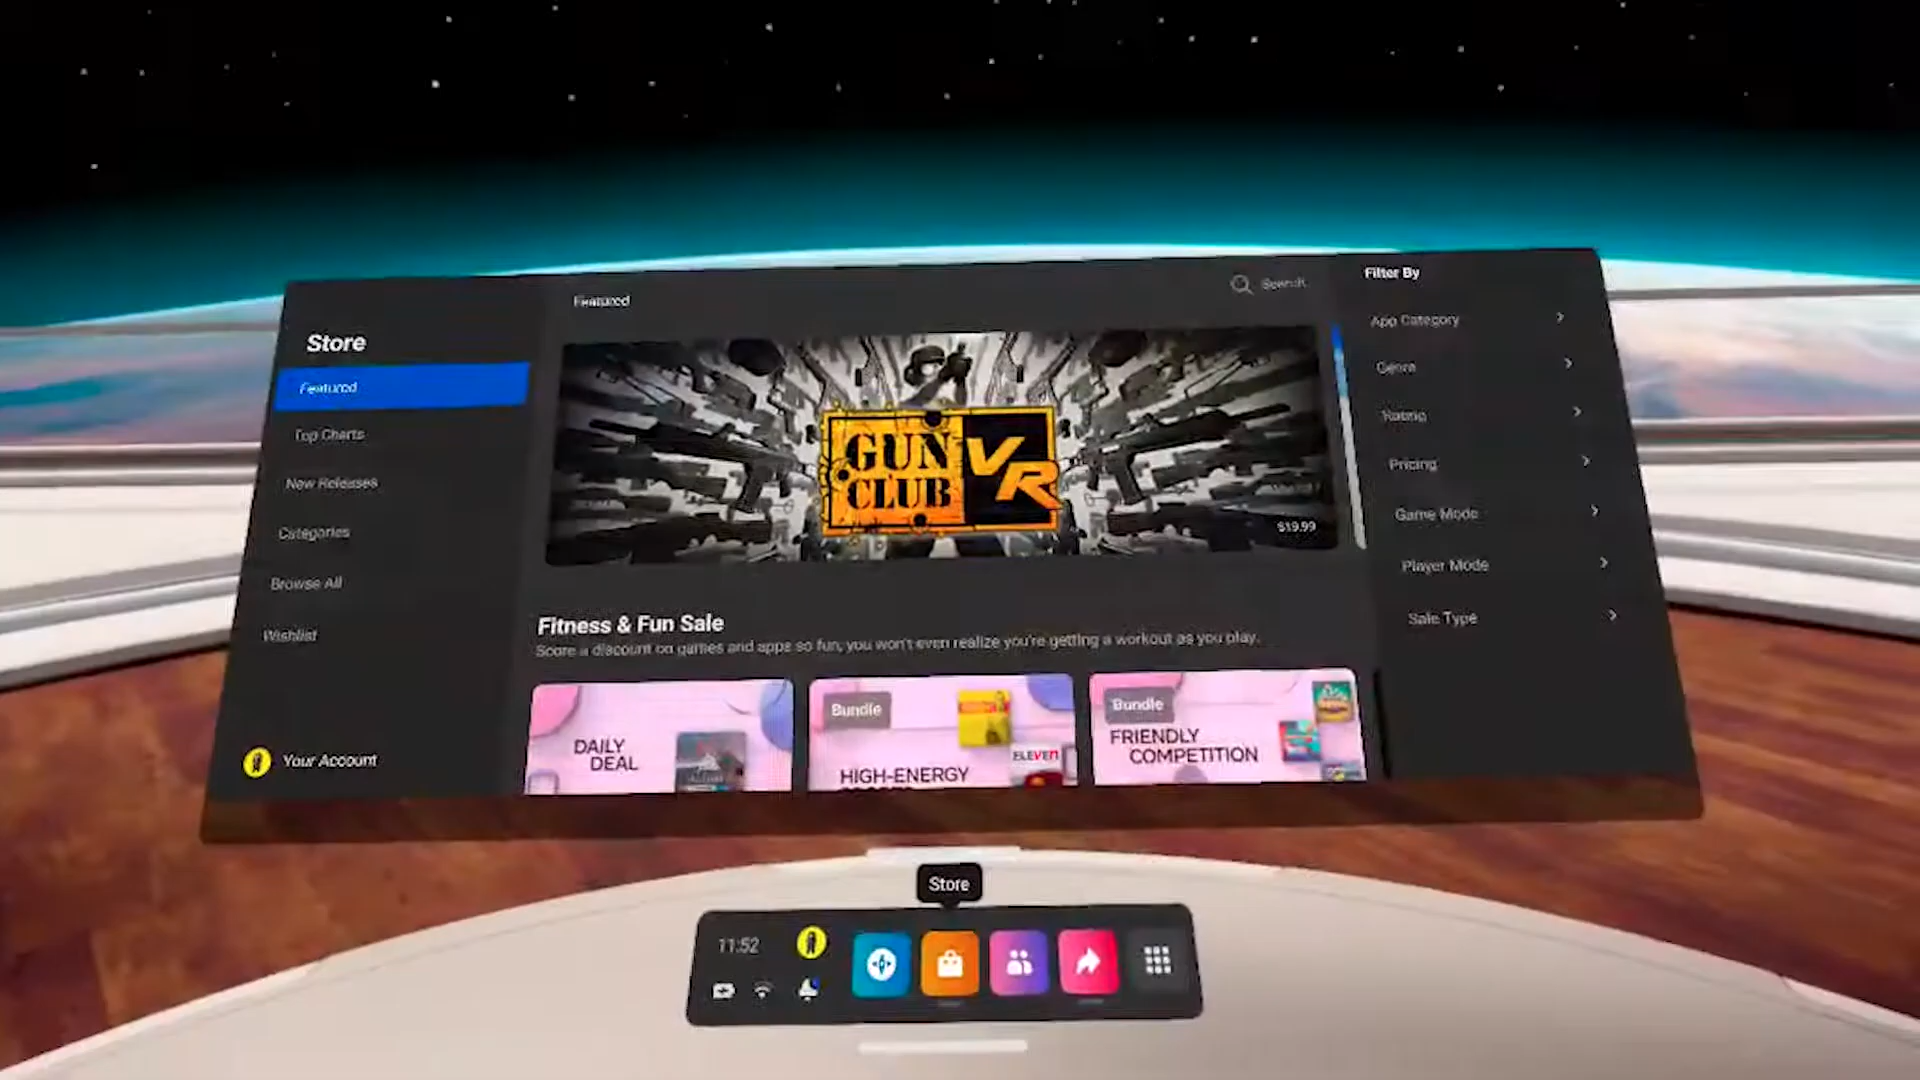 Store
Featured
Top Charts
New Releases
Categories
Browse All
Wishlist
Your Account
Featured
Search
GUN
CLUB
VR
$19.99
Fitness & Fun Sale
Score a discount on games and apps so fun, you won't even realize you're getting a workout as you play.
DAILY
DEAL
Bundle
HIGH-ENERGY
ELEVEN
Bundle
FRIENDLY
COMPETITION
Filter By
App Category
Genre
Rating
Pricing
Game Mode
Player Mode
Sale Type
Store
11:52